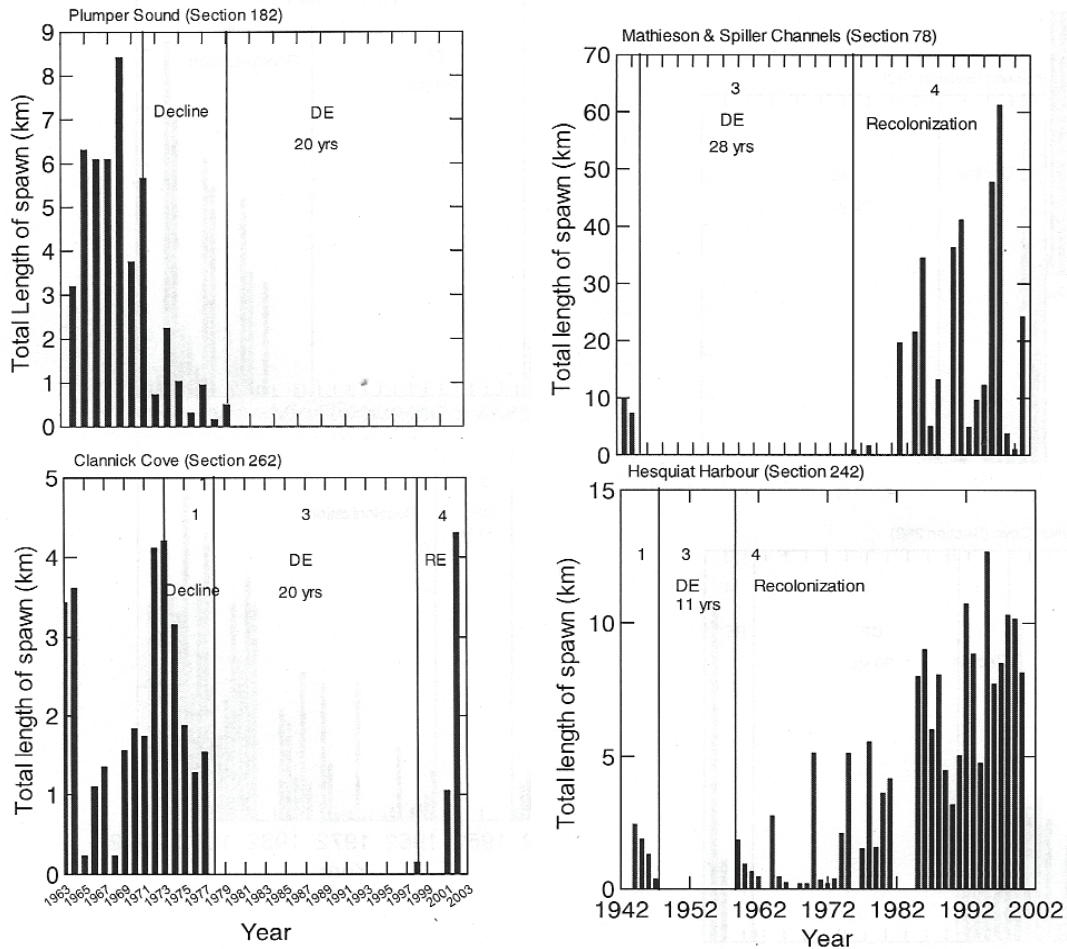 Plumper Sound (Section 182)
Total Length of spawn (km)
9
8
7
6
5
4
3
2
1
0
Decline
DE
20 yrs
Mathieson & Spiller Channels (Section 78)
Total length of spawn (km)
70
60
50
40
30
20
10
0
3
DE
28 yrs
4
Recolonization
Clannick Cove (Section 262)
Total length of spawn (km)
5
4
3
2
1
0
1
Decline
3
DE
20 yrs
4
RE
1963 1965 1967 1969 1971 1973 1975 1977 1979 1981 1983 1985 1987 1989 1991 1993 1995 1997 1999 2001 2003
Year
Hesquiat Harbour (Section 242)
Total length of spawn (km)
15
10
5
0
1
3
DE
11 yrs
4
Recolonization
1942 1952 1962 1972 1982 1992 2002
Year